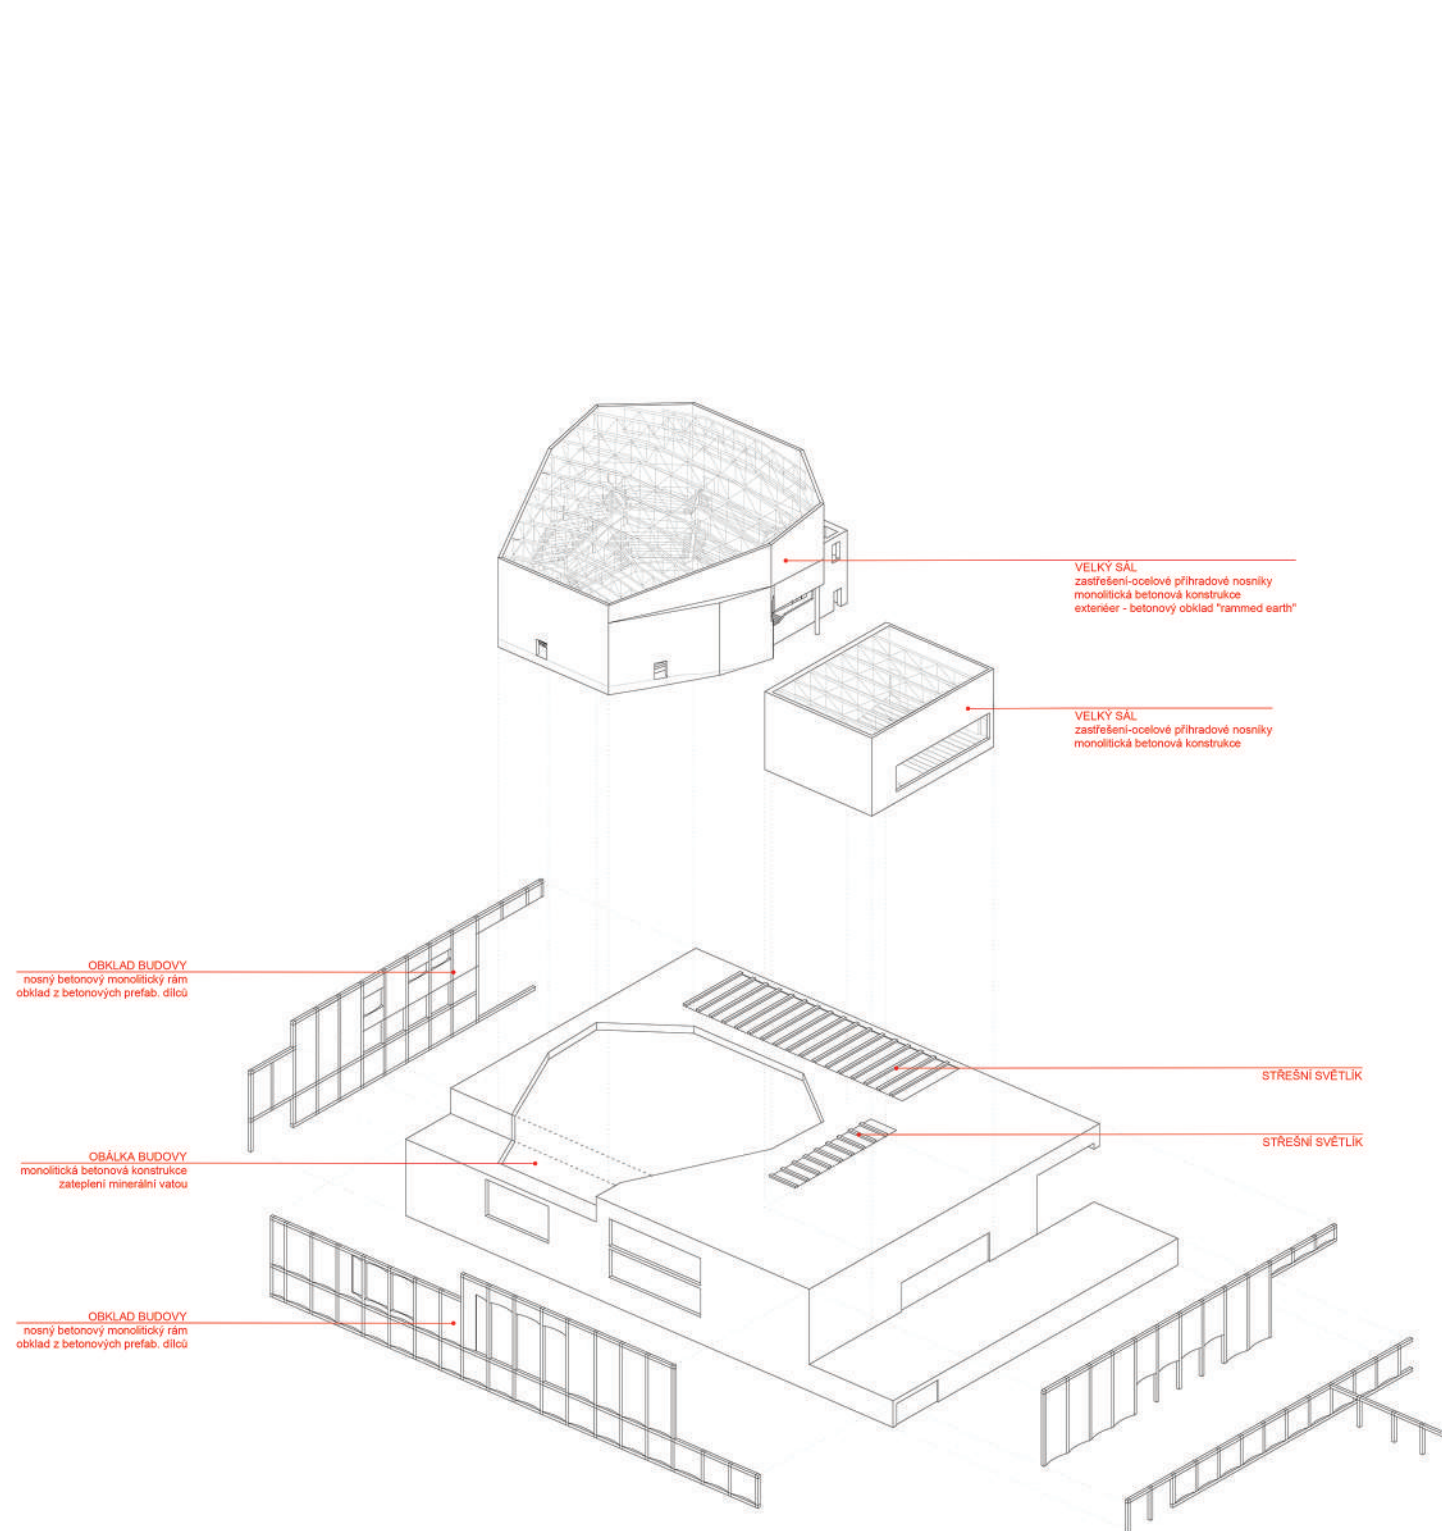 VELKÝ SÁL
zastřešení-ocelové příhradové nosníky
monolitická betonová konstrukce
exteriéer - betonový obklad "rammed earth"
VELKÝ SÁL
zastřešení-ocelové příhradové nosníky
monolitická betonová konstrukce
OBKLAD BUDOVY
nosný betonový monolitický rám
obklad z betonových prefab. dílců
STŘEŠNÍ SVĚTLÍK
STŘEŠNÍ SVĚTLÍK
OBÁLKA BUDOVY
monolitická betonová konstrukce
zateplení minerální vatou
OBKLAD BUDOVY
nosný betonový monolitický rám
obklad z betonových prefab. dílců